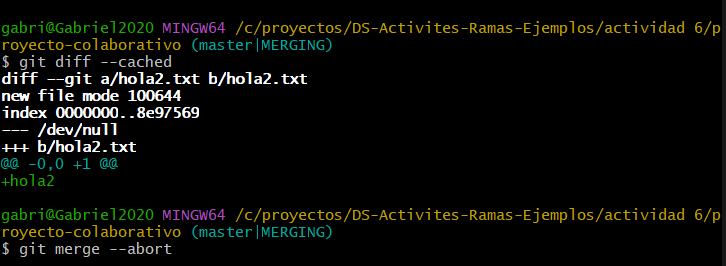 gabri@Gabriel2020 MINGW64 /c/proyectos/DS-Activites-Ramas-Ejemplos/actividad 6/p
royecto-colaborativo (master|MERGING)
$ git diff --cached
diff --git a/hola2.txt b/hola2.txt
new file mode 100644
index 0000000..8e97569
--- /dev/null
+++ b/hola2.txt
@@ -0,0 +1 @@
+hola2
gabri@Gabriel2020 MINGW64 /c/proyectos/DS-Activites-Ramas-Ejemplos/actividad 6/p
royecto-colaborativo (master|MERGING)
$ git merge --abort